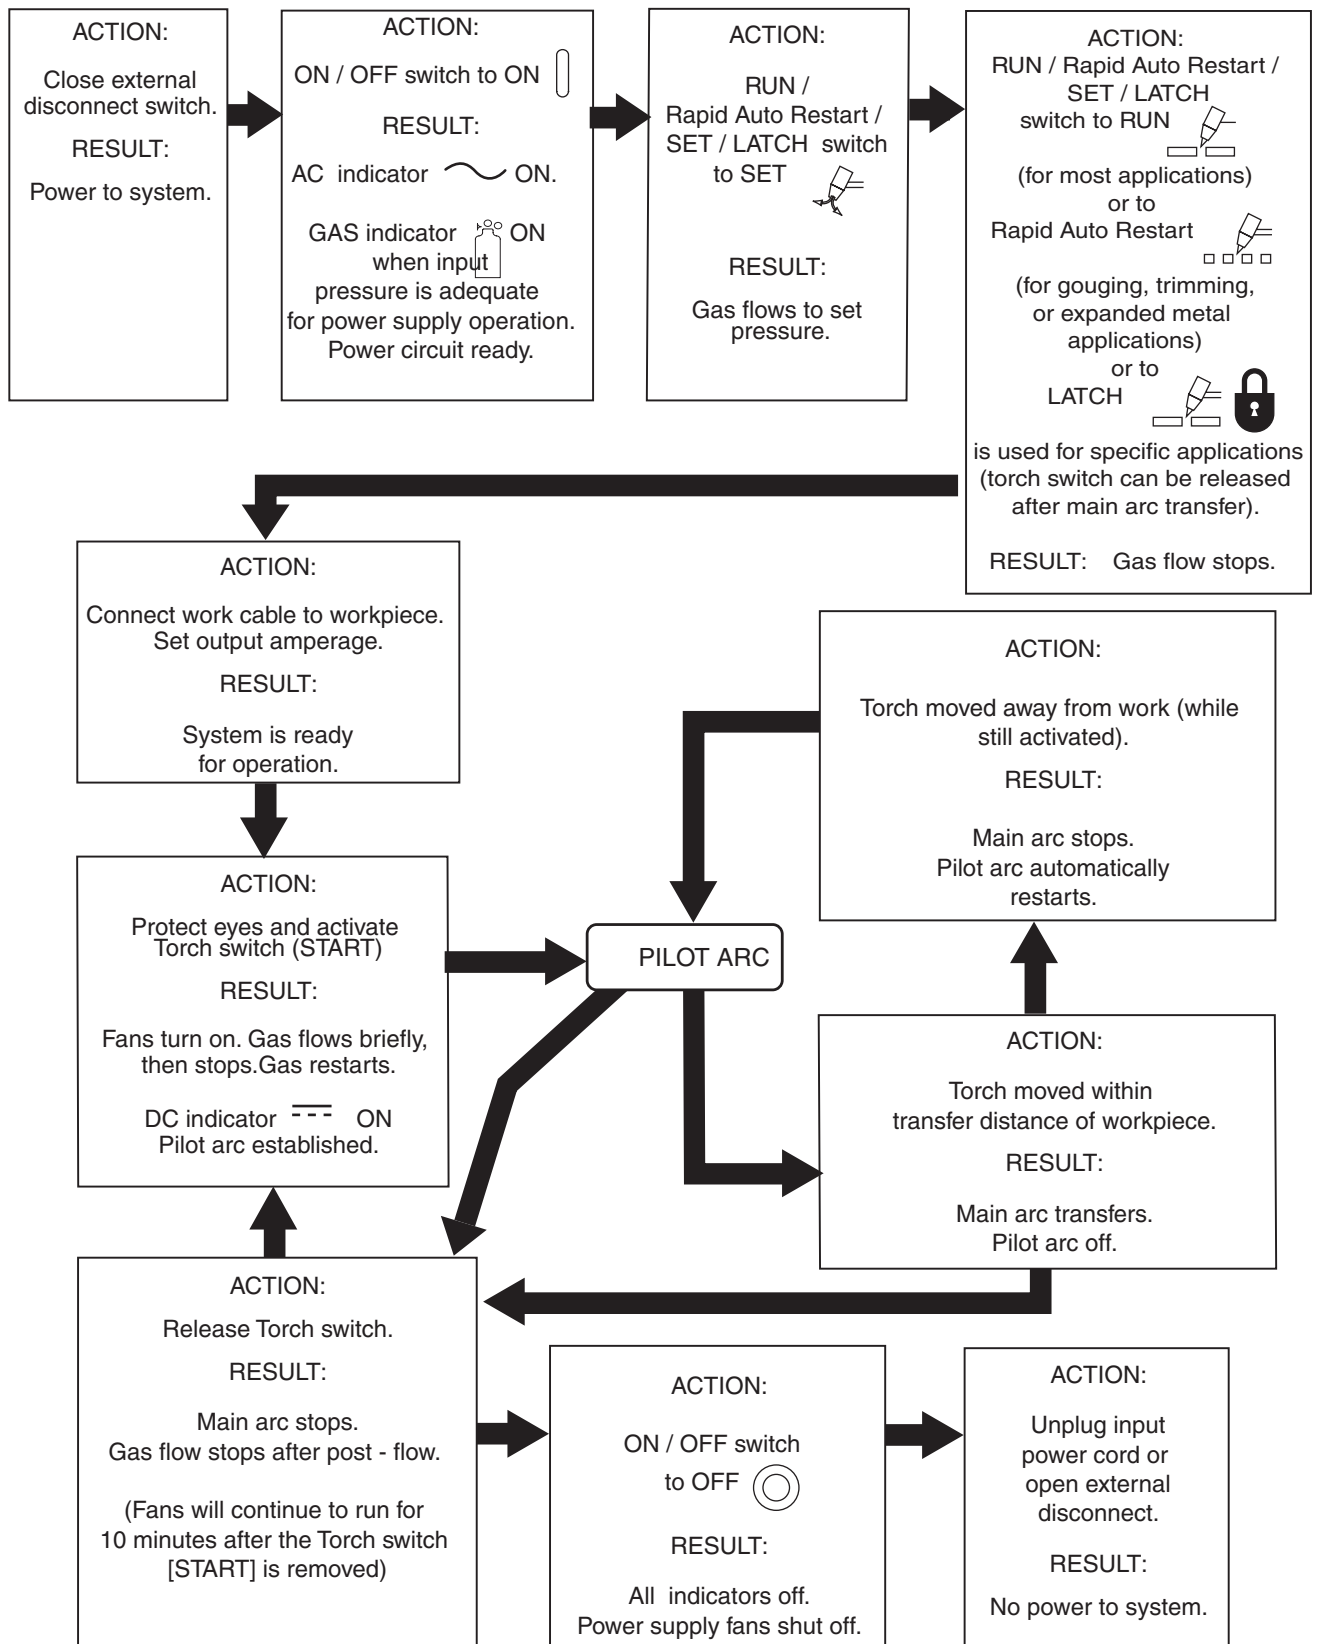 ACTION:
Close external
disconnect switch.
RESULT:
Power to system.
ACTION:
ON / OFF switch to ON
RESULT:
AC indicator ON.
GAS indicator ON
when input
pressure is adequate
for power supply operation.
Power circuit ready.
ACTION:
RUN /
Rapid Auto Restart /
SET / LATCH switch
to SET
RESULT:
Gas flows to set
pressure.
ACTION:
RUN / Rapid Auto Restart /
SET / LATCH
switch to RUN
(for most applications)
or to
Rapid Auto Restart
(for gouging, trimming,
or expanded metal
applications)
or to
LATCH
is used for specific applications
(torch switch can be released
after main arc transfer).
RESULT: Gas flow stops.
ACTION:
Connect work cable to workpiece.
Set output amperage.
RESULT:
System is ready
for operation.
ACTION:
Protect eyes and activate
Torch switch (START)
RESULT:
Fans turn on. Gas flows briefly,
then stops.Gas restarts.
DC indicator ON
Pilot arc established.
PILOT ARC
ACTION:
Torch moved away from work (while
still activated).
RESULT:
Main arc stops.
Pilot arc automatically
restarts.
ACTION:
Torch moved within
transfer distance of workpiece.
RESULT:
Main arc transfers.
Pilot arc off.
ACTION:
Release Torch switch.
RESULT:
Main arc stops.
Gas flow stops after post - flow.
(Fans will continue to run for
10 minutes after the Torch switch
[START] is removed)
ACTION:
ON / OFF switch
to OFF
RESULT:
All indicators off.
Power supply fans shut off.
ACTION:
Unplug input
power cord or
open external
disconnect.
RESULT:
No power to system.